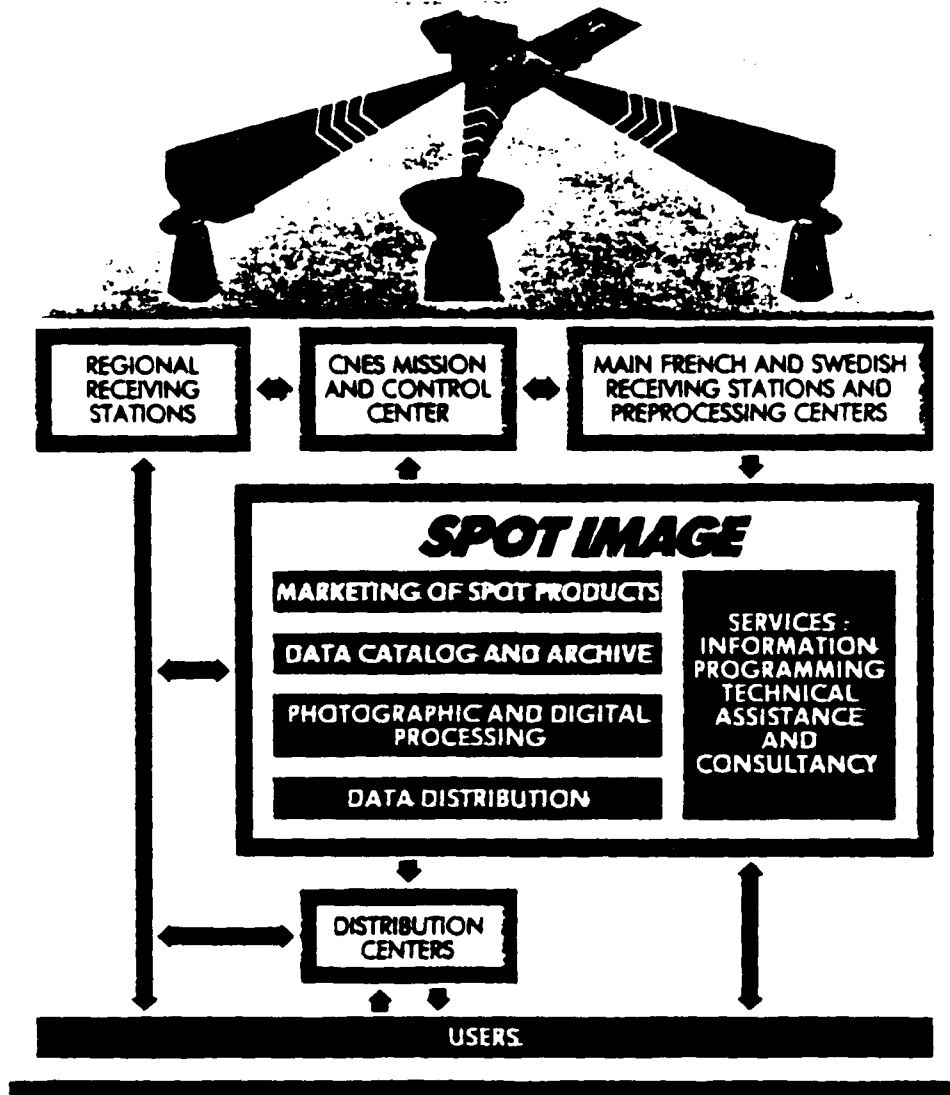 REGIONAL
RECEIVING
STATIONS
CNES MISSION
AND CONTROL
CENTER
MAIN FRENCH AND SWEDISH
RECEIVING STATIONS AND
PREPROCESSING CENTERS
SPOT IMAGE
MARKETING OF SPOT PRODUCTS
DATA CATALOG AND ARCHIVE
PHOTOGRAPHIC AND DIGITAL
PROCESSING
DATA DISTRIBUTION
SERVICES :
INFORMATION
PROGRAMMING
TECHNICAL
ASSISTANCE
AND
CONSULTANCY
DISTRIBUTION
CENTERS
USERS